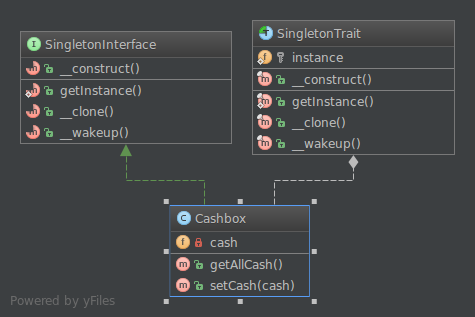 SingletonInterface
__construct()
getInstance()
__clone()
__wakeup()
SingletonTrait
instance
__construct()
getInstance()
__clone()
__wakeup()
Cashbox
cash
getAllCash()
setCash(cash)
Powered by yFiles